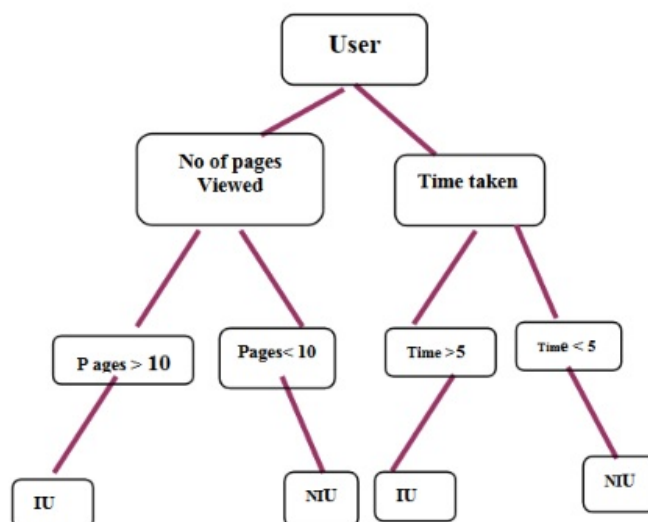 User
No of pages
Viewed
Time taken
P ages > 10
Pages< 10
Time >5
Time < 5
IU
NIU
IU
NIU